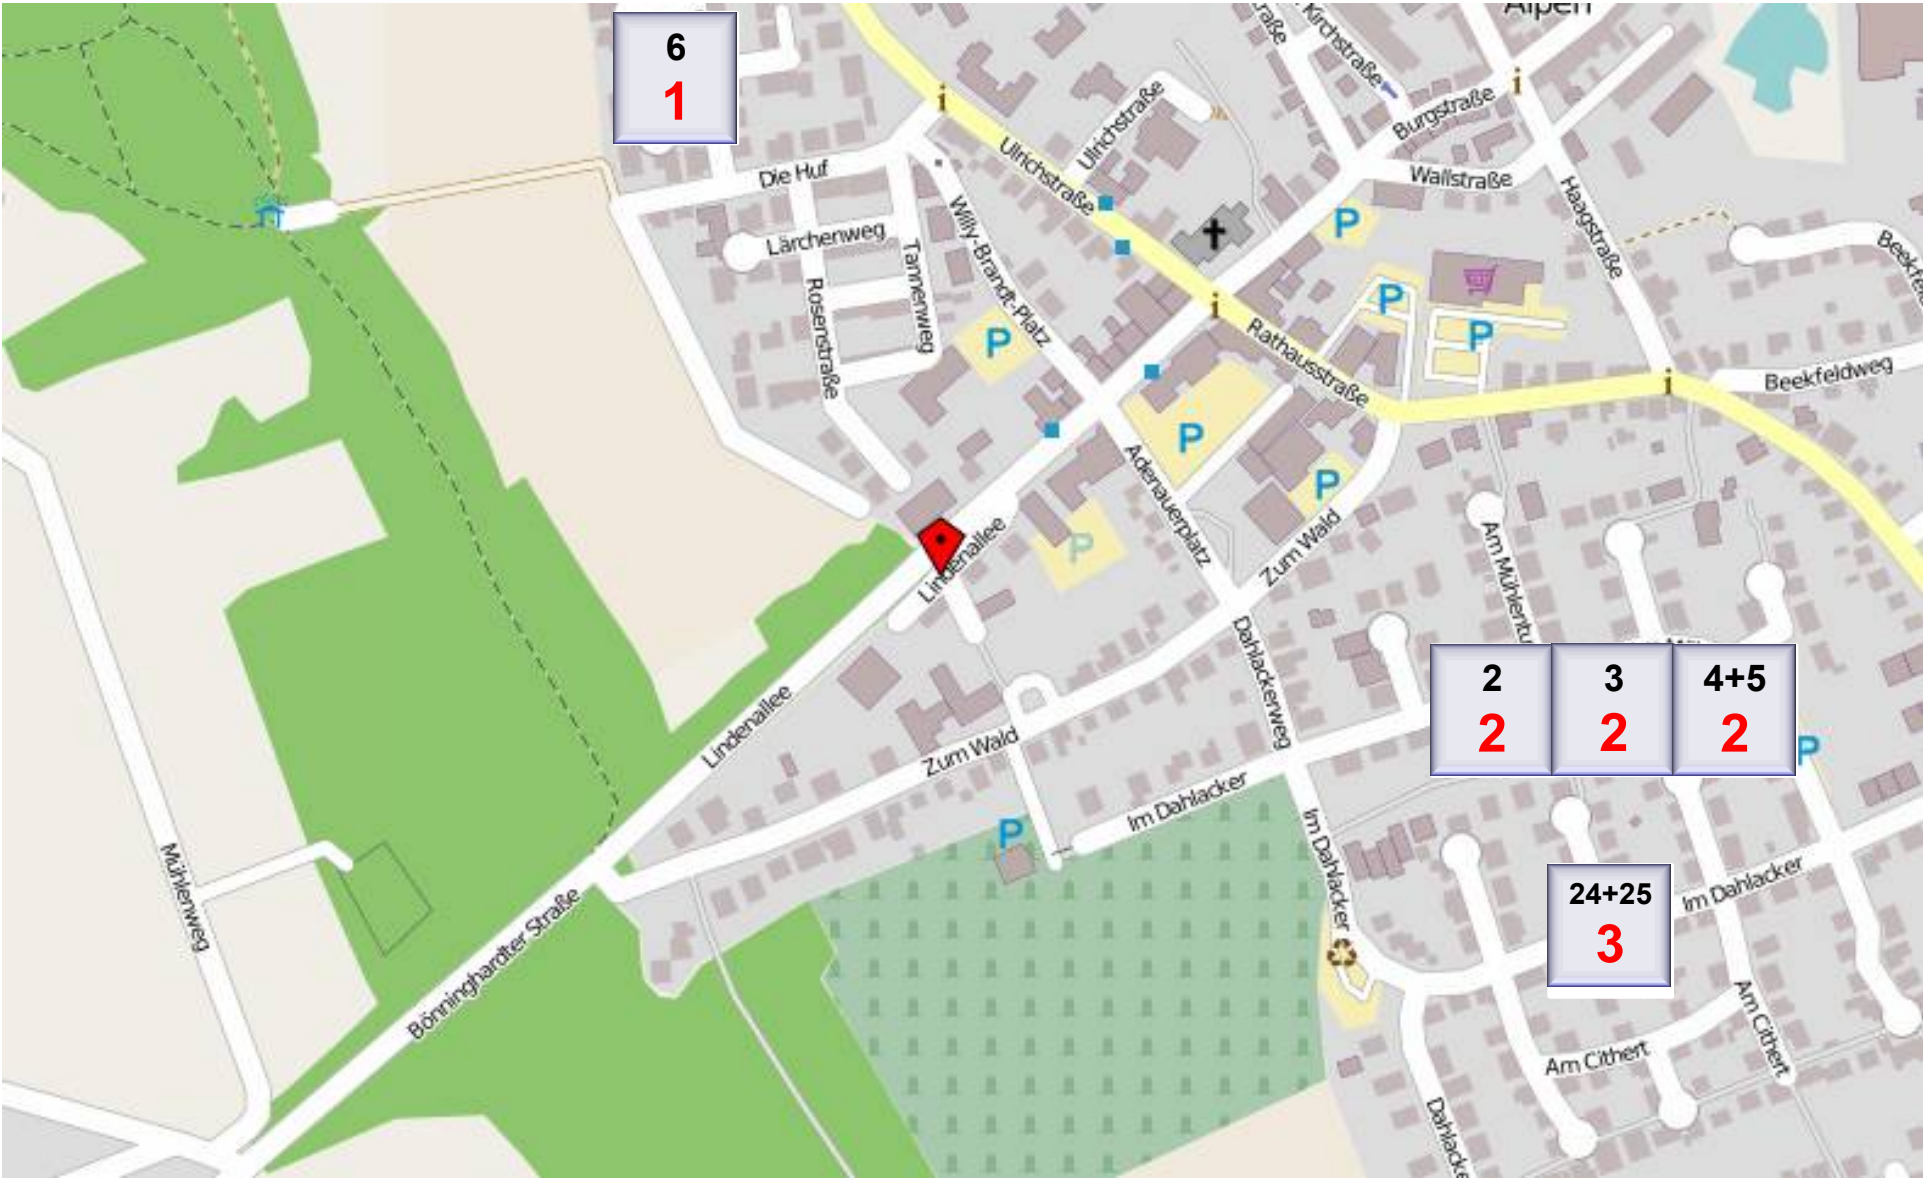 Alpen
6
1
raße
Kirchstraße
Burgstraße
Ulrichstraße
Ulrichstraße
Die Huf
Wallstraße
Haagstraße
Willy-Brandt-Platz
Lärchenweg
Tannenweg
Rosenstraße
Rathausstraße
Beekfeldweg
P
P
P
P
P
P
P
Adenauerplatz
Lindenallee
Zum Wald
Am Mühlentu
Dahlackerweg
2
2
3
2
4+5
2
P
Lindenallee
Zum Wald
Im Dahlacker
P
Im Dahlacker
24+25
3
Im Dahlacker
Mühlenweg
Bönninghardter Straße
Am Cithert
Am Cithert
Dahlacke